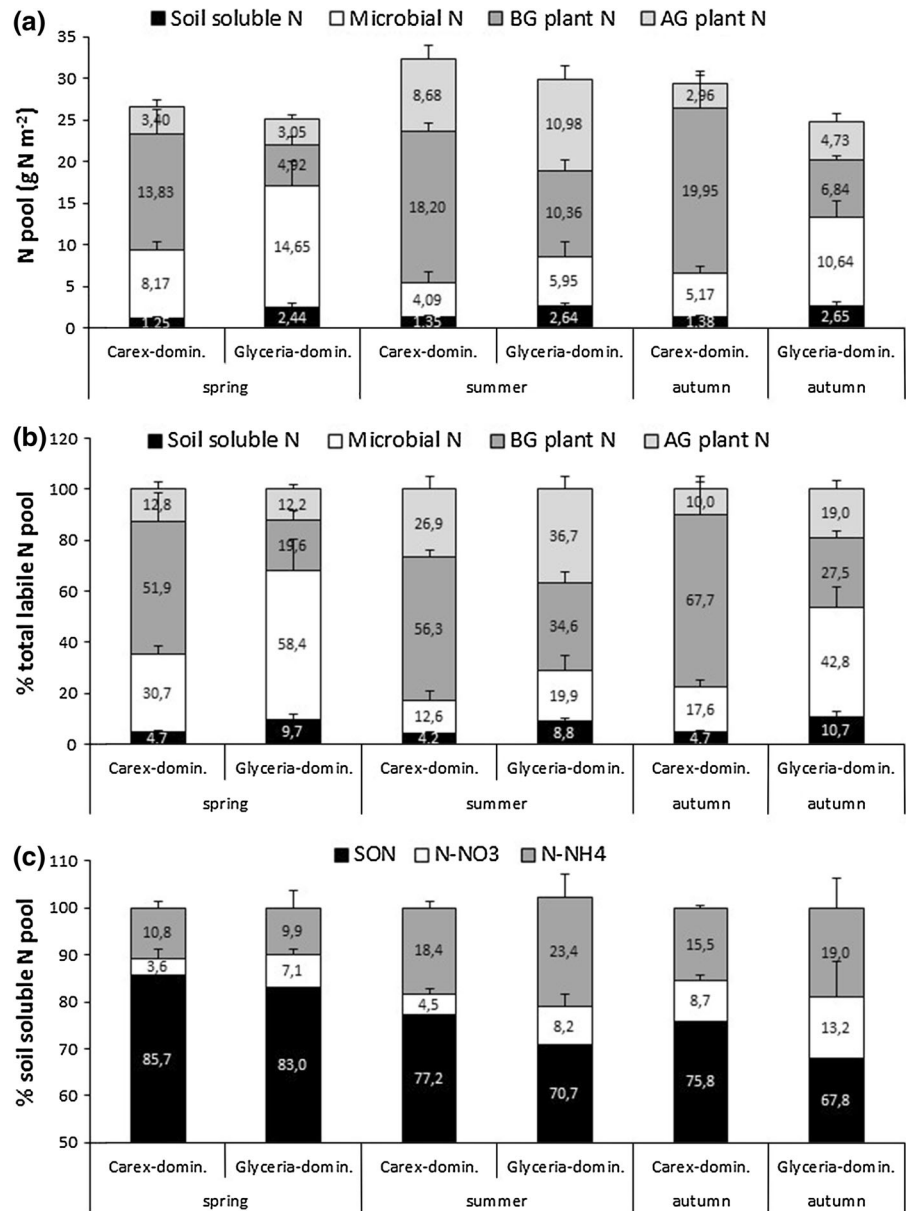 (a)
Soil soluble N Microbial N BG plant N AG plant N
N pool (gN m-2)
35
30
25
20
15
10
5
0
3,40 3,05 8,68 10,98 2,96 4,73
13,83 4,92 18,20 10,36 19,95 6,84
8,17 14,65 4,09 5,95 5,17 10,64
1,25 2,44 1,35 2,64 1,38 2,65
Carex-domin. Glyceria-domin. Carex-domin. Glyceria-domin. Carex-domin. Glyceria-domin.
spring summer autumn autumn
(b)
Soil soluble N Microbial N BG plant N AG plant N
% total labile N pool
120
100
80
60
40
20
0
12,8 12,2 26,9 36,7 10,0 19,0
51,9 19,6 56,3 34,6 67,7 27,5
30,7 58,4 12,6 19,9 17,6 42,8
4,7 9,7 4,2 8,8 4,7 10,7
Carex-domin. Glyceria-domin. Carex-domin. Glyceria-domin. Carex-domin. Glyceria-domin.
spring summer autumn autumn
(c)
SON N-NO3 N-NH4
% soil soluble N pool
110
100
90
80
70
60
50
10,8 9,9 18,4 23,4 15,5 19,0
3,6 7,1 4,5 8,2 8,7 13,2
85,7 83,0 77,2 70,7 75,8 67,8
Carex-domin. Glyceria-domin. Carex-domin. Glyceria-domin. Carex-domin. Glyceria-domin.
spring summer autumn autumn